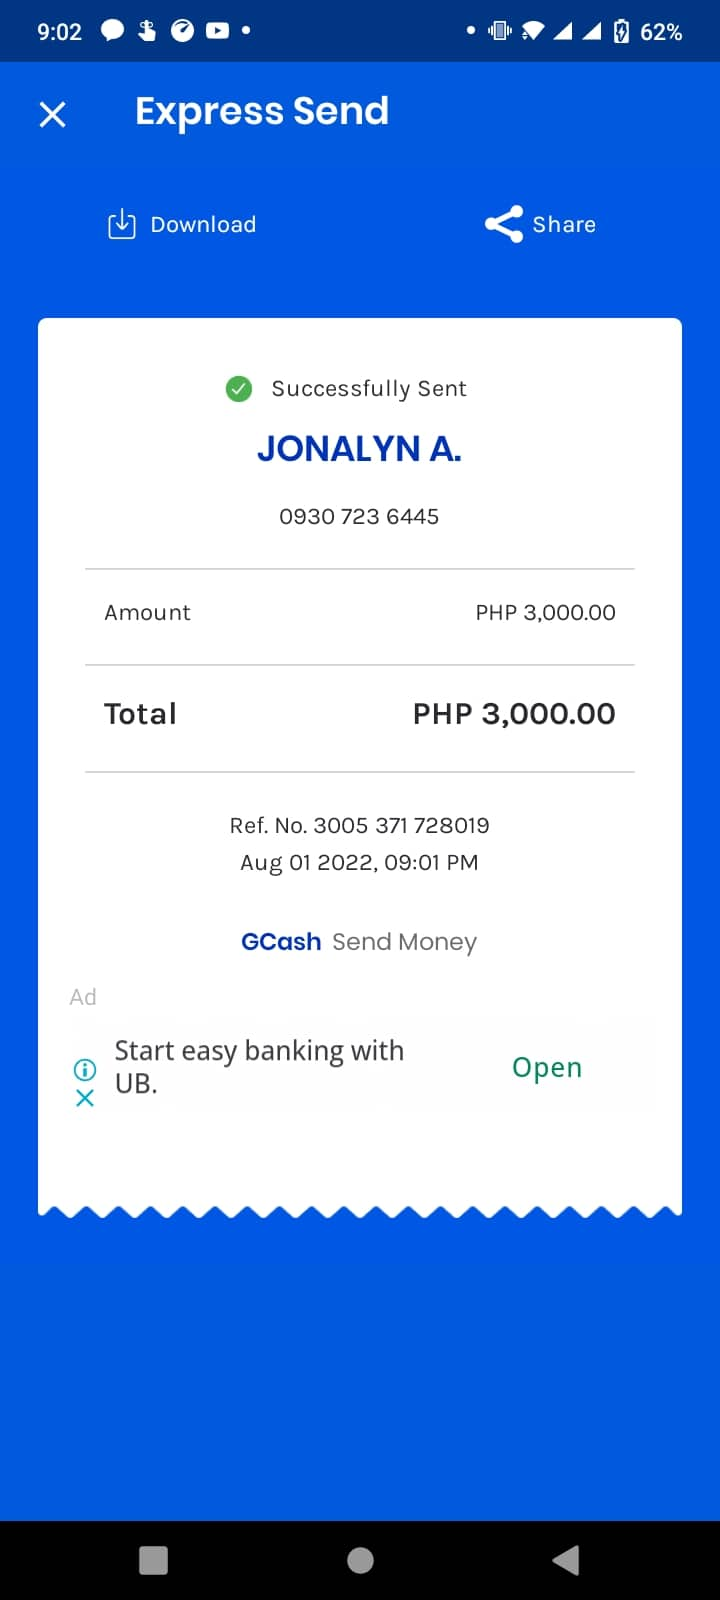 9:02
62%
Express Send
Download
Share
Successfully Sent
JONALYN A.
0930 723 6445
Amount PHP 3,000.00
Total PHP 3,000.00
Ref. No. 3005 371 728019
Aug 01 2022, 09:01 PM
GCash Send Money
Ad
Start easy banking with
UB.
Open